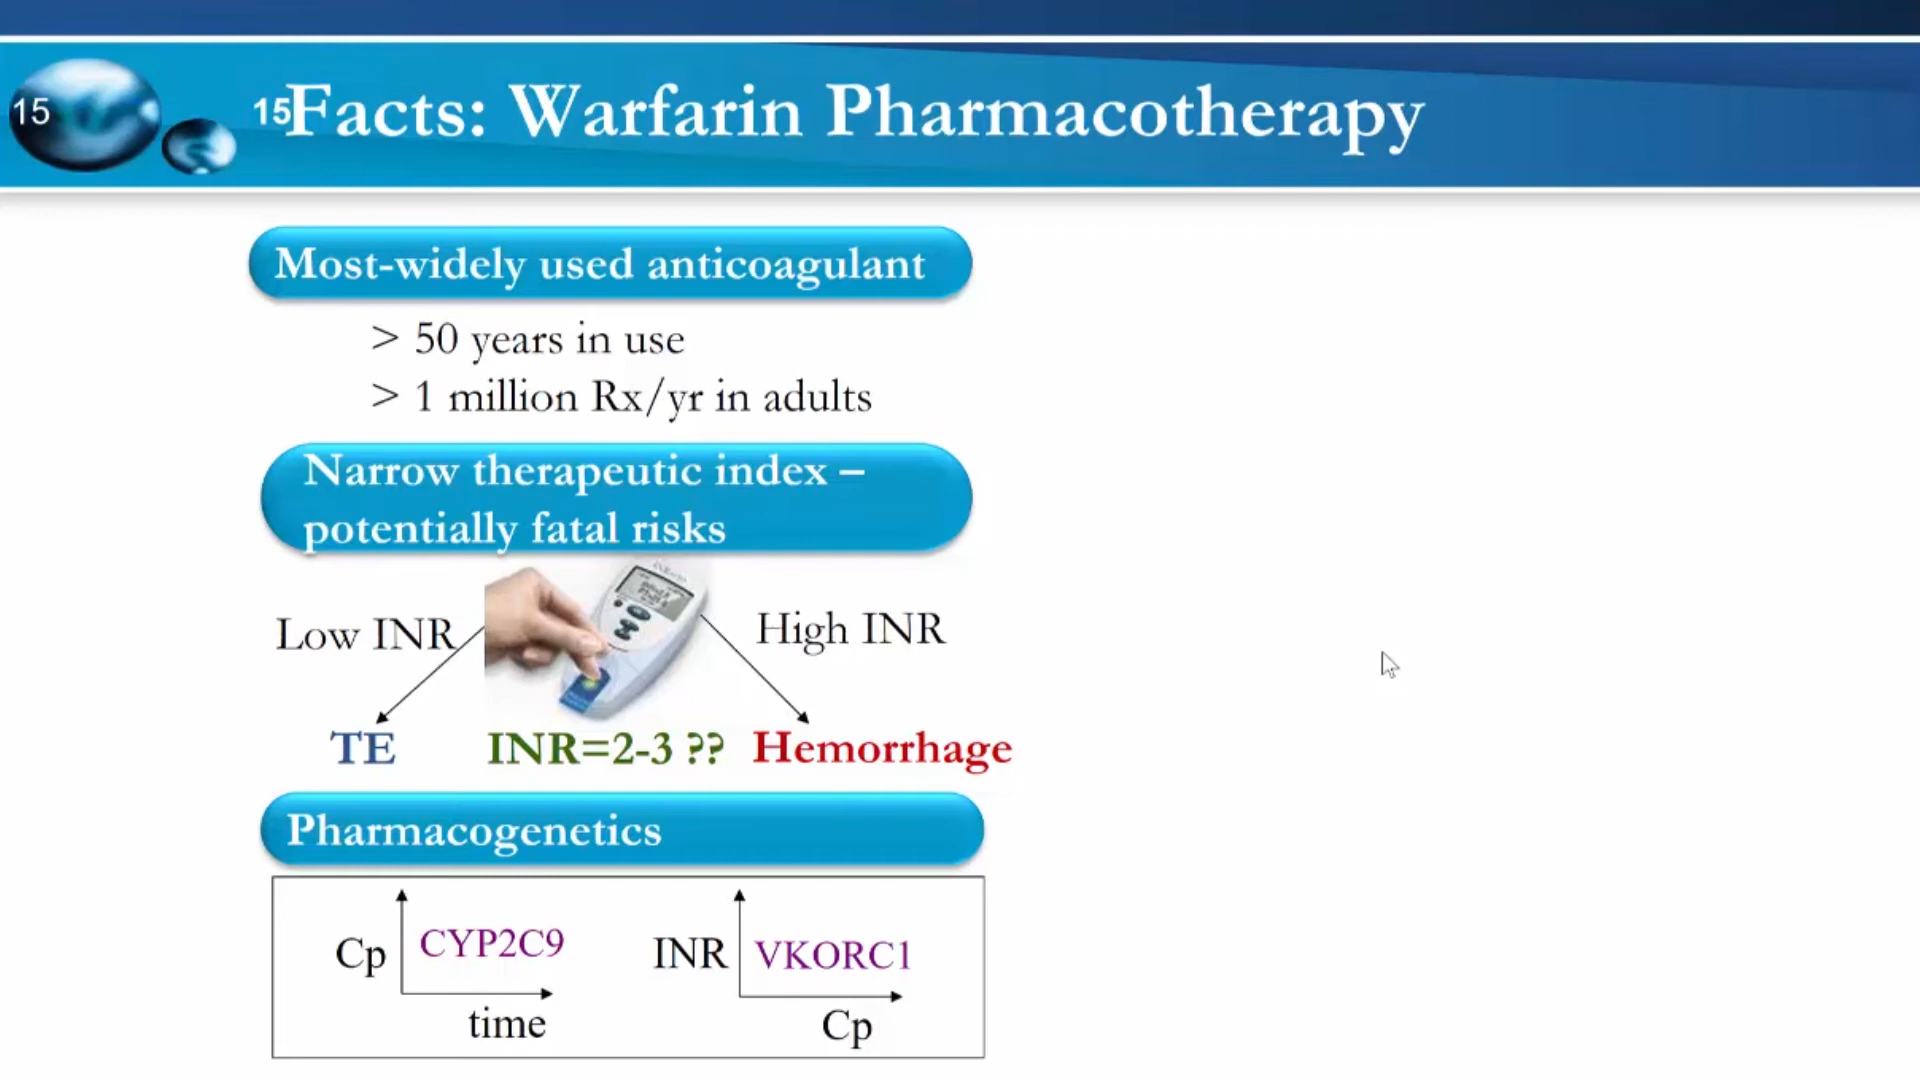 15
15
Facts: Warfarin Pharmacotherapy
Most-widely used anticoagulant
> 50 years in use
> 1 million Rx/yr in adults
Narrow therapeutic index –
potentially fatal risks
Low INR
High INR
TE
INR=2-3 ??
Hemorrhage
Pharmacogenetics
Cp
CYP2C9
time
INR
VKORC1
Cp